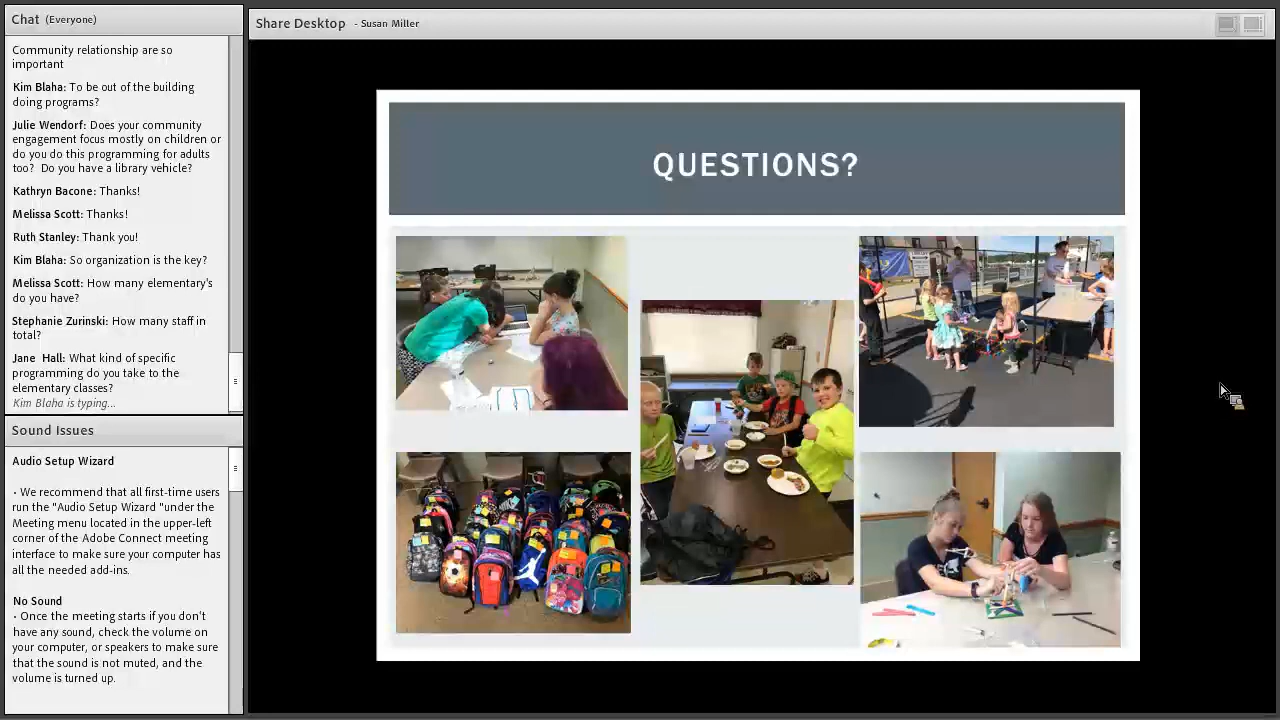 Chat (Everyone)
Community relationship are so
important
Kim Blaha: To be out of the building
doing programs?
Julie Wendorf: Does your community
engagement focus mostly on children or
do you do this programming for adults
too?  Do you have a library vehicle?
Kathryn Bacone: Thanks!
Melissa Scott: Thanks!
Ruth Stanley: Thank you!
Kim Blaha: So organization is the key?
Melissa Scott: How many elementary's
do you have?
Stephanie Zurinski: How many staff in
total?
Jane  Hall: What kind of specific
programming do you take to the
elementary classes?
Kim Blaha is typing...
Sound Issues
Audio Setup Wizard
• We recommend that all first-time users
run the "Audio Setup Wizard "under the
Meeting menu located in the upper-left
corner of the Adobe Connect meeting
interface to make sure your computer has
all the needed add-ins.
No Sound
• Once the meeting starts if you don't
have any sound, check the volume on
your computer, or speakers to make sure
that the sound is not muted, and the
volume is turned up.
Share Desktop - Susan Miller
QUESTIONS?